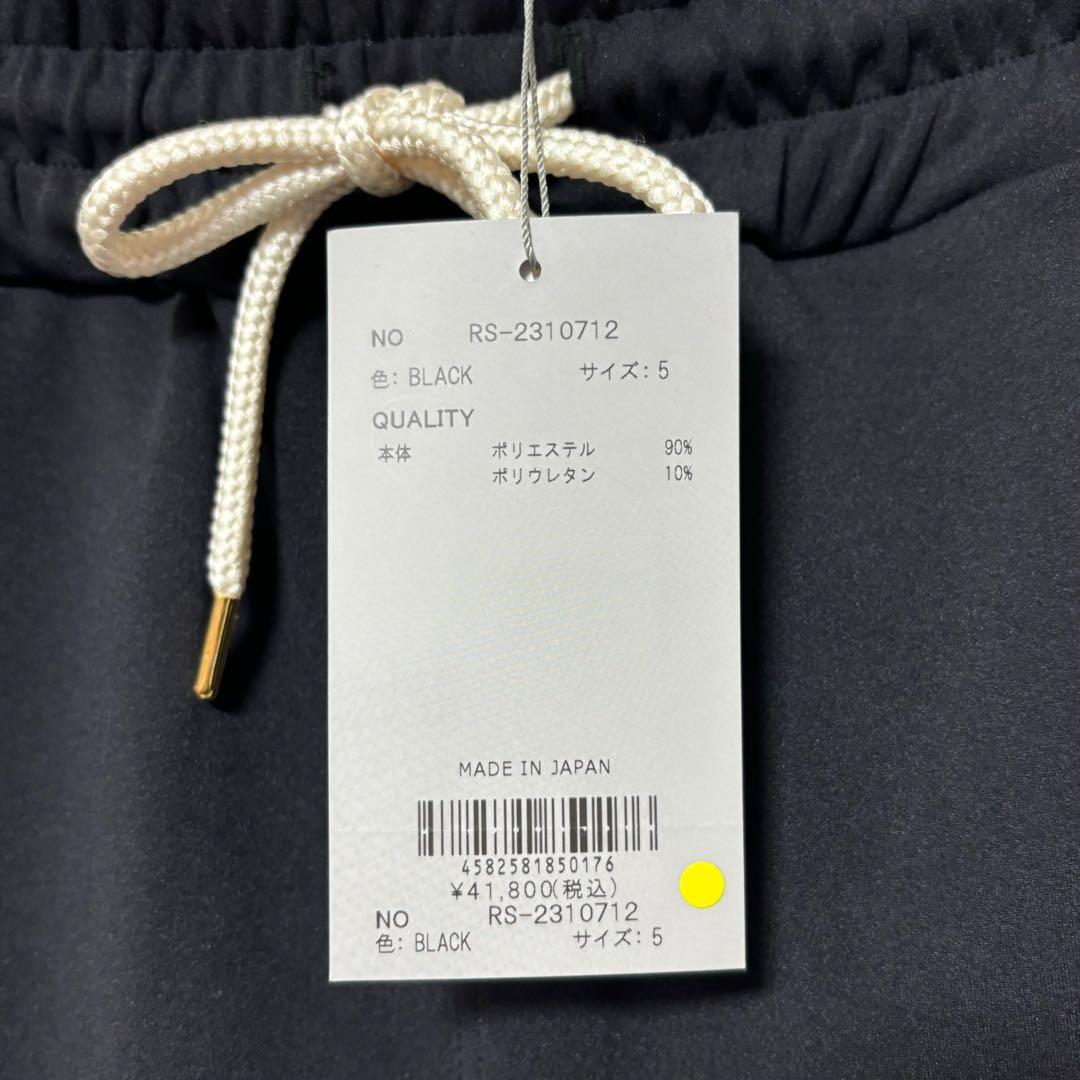 NO RS-2310712
色: BLACK サイズ: 5
QUALITY
本体 ポリエステル 90%
ポリウレタン 10%
MADE IN JAPAN
4582581850176
¥41,800(税込)
NO RS-2310712
色: BLACK サイズ: 5